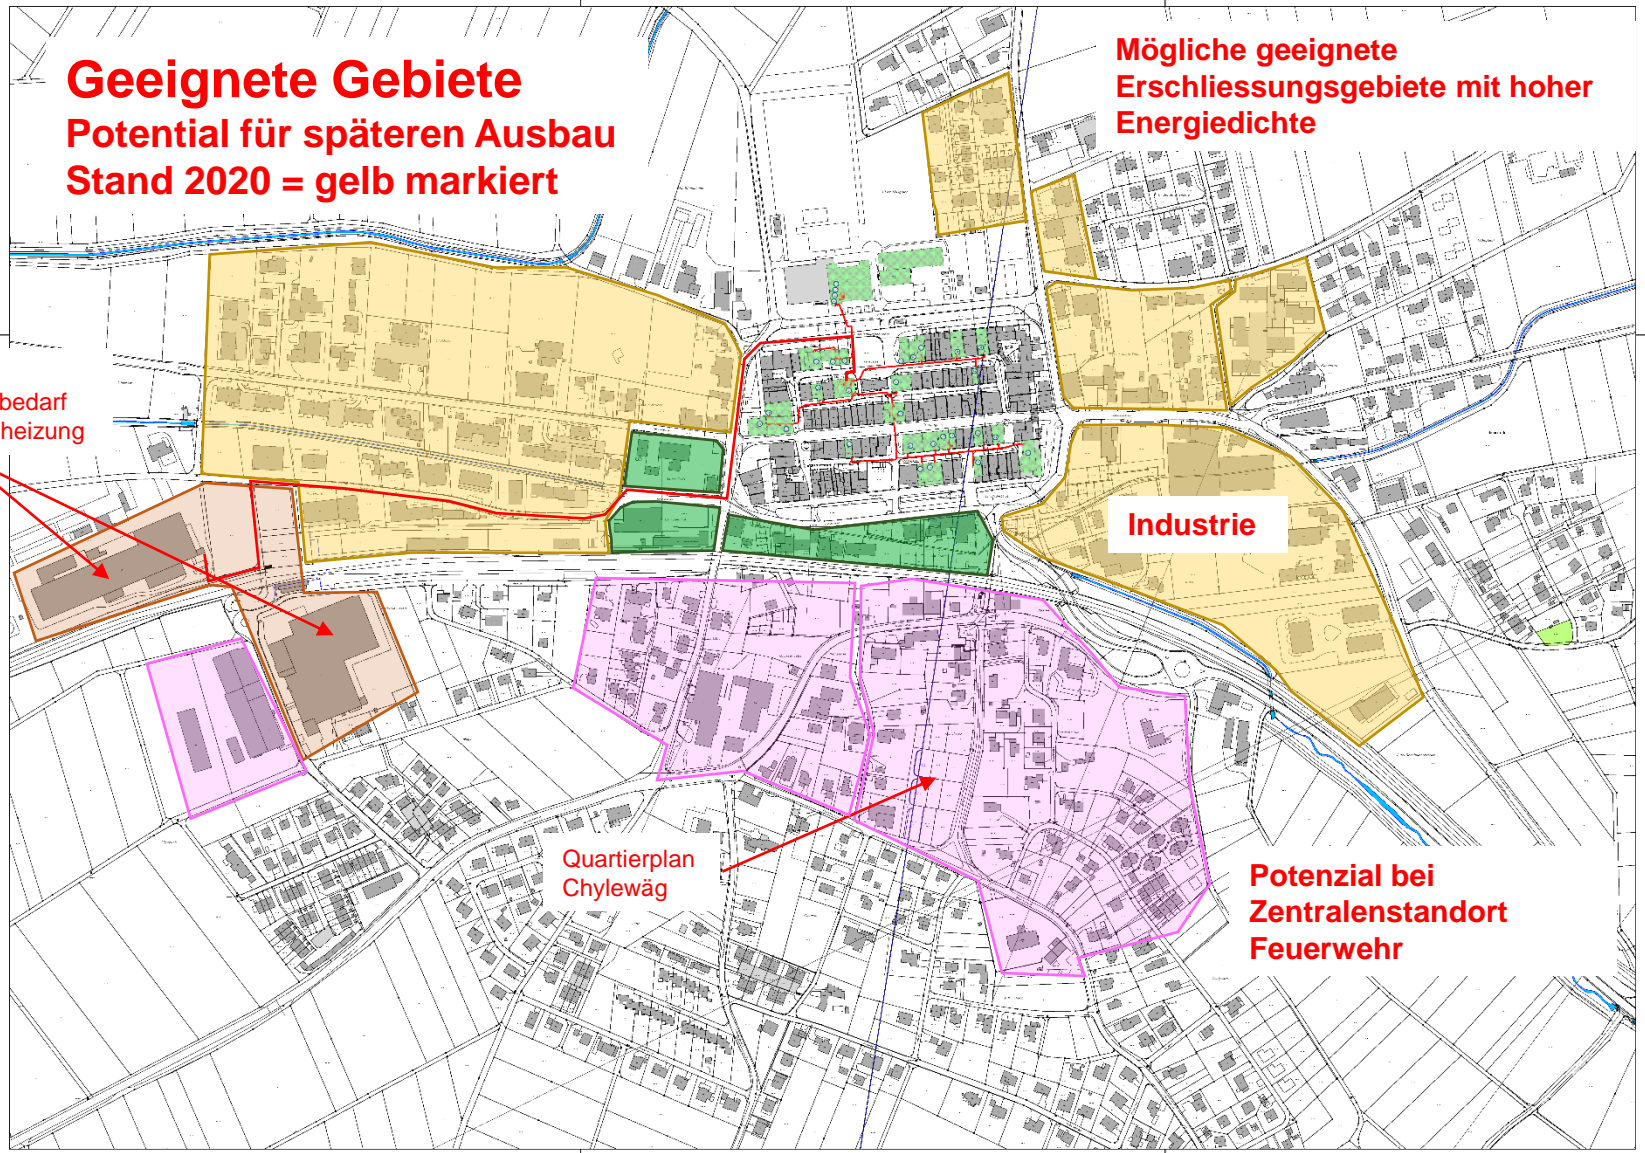 Geeignete Gebiete
Potential für späteren Ausbau
Stand 2020 = gelb markiert
Mögliche geeignete
Erschliessungsgebiete mit hoher
Energiedichte
bedarf
heizung
Industrie
Quartierplan
Chylewäg
Potenzial bei
Zentralenstandort
Feuerwehr